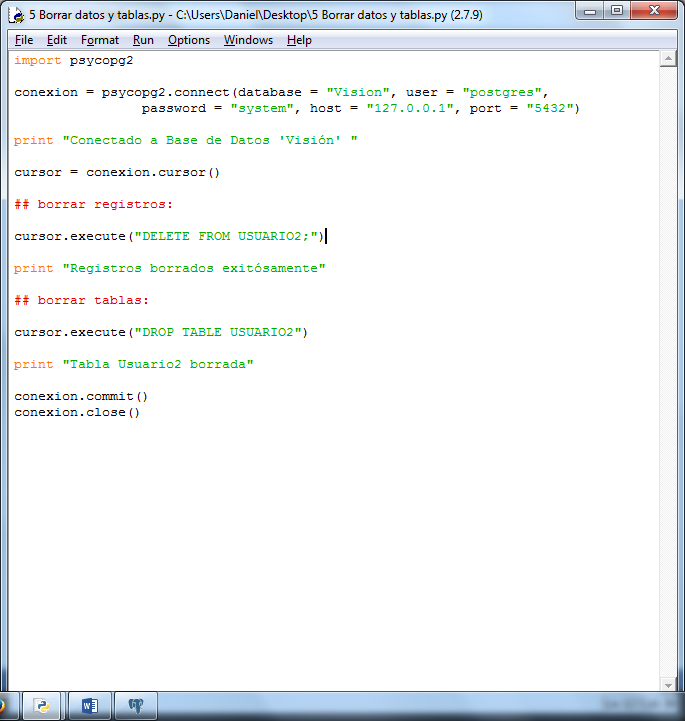 5 Borrar datos y tablas.py - C:\Users\Daniel\Desktop\5 Borrar datos y tablas.py (2.7.9)
File Edit Format Run Options Windows Help
import psycopg2
conexion = psycopg2.connect(database = "Vision", user = "postgres",
password = "system", host = "127.0.0.1", port = "5432")
print "Conectado a Base de Datos 'Visión' "
cursor = conexion.cursor()
## borrar registros:
cursor.execute("DELETE FROM USUARIO2;")
print "Registros borrados exitósamente"
## borrar tablas:
cursor.execute("DROP TABLE USUARIO2")
print "Tabla Usuario2 borrada"
conexion.commit()
conexion.close()